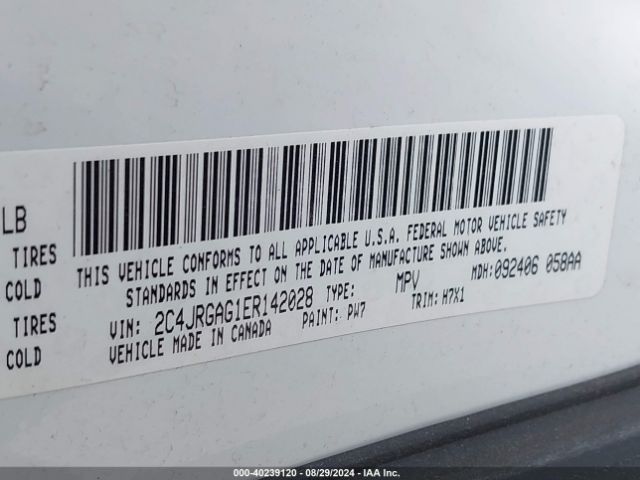 LB
TIRES
COLD
TIRES
COLD
THIS VEHICLE CONFORMS TO ALL APPLICABLE U.S.A. FEDERAL MOTOR VEHICLE SAFETY
STANDARDS IN EFFECT ON THE DATE OF MANUFACTURE SHOWN ABOVE.
VIN: 2C4JRGAG1ER142028 TYPE: MPV MDH: 092406 058AA
VEHICLE MADE IN CANADA PAINT: PW7 TRIM: H7X1
000-40239120 • 08/29/2024 • IAA Inc.